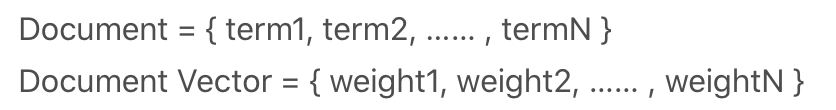 Document = { term1, term2, …… , termN }
Document Vector = { weight1, weight2, …… , weightN }